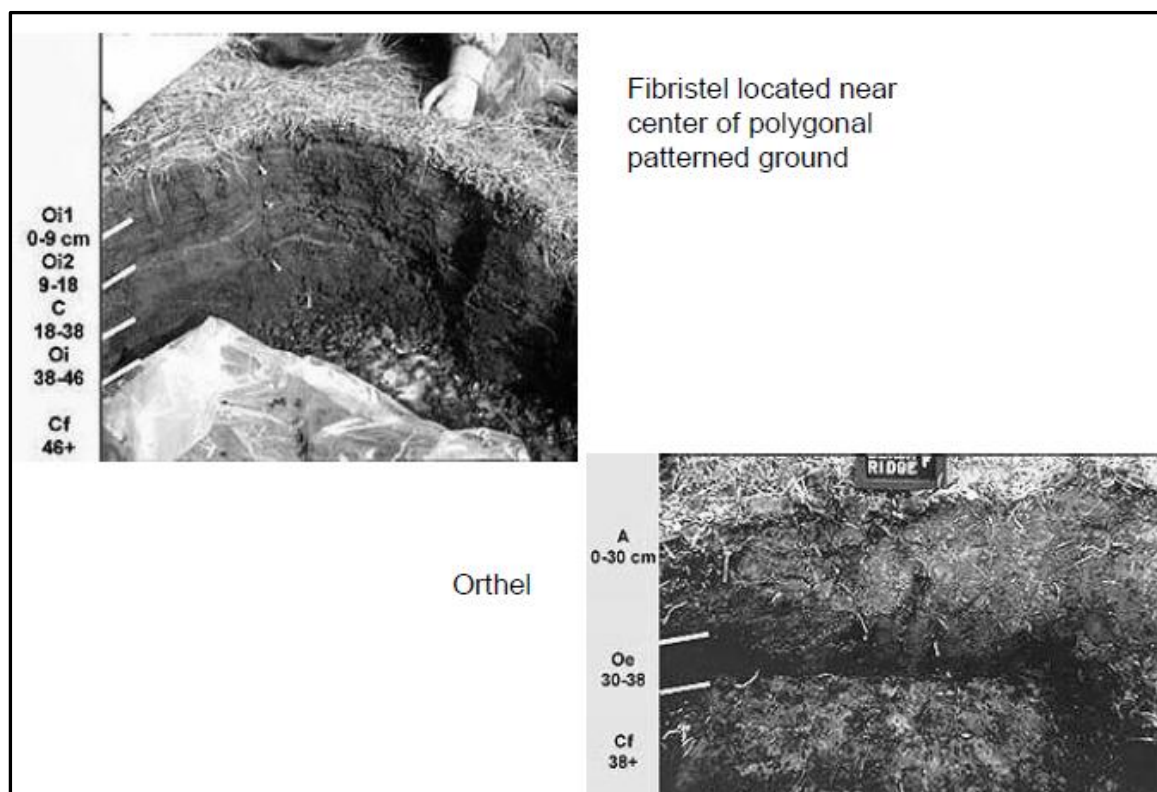 Fibristel located near
center of polygonal
patterned ground
Oi1
0-9 cm
Oi2
9-18
C
18-38
Oi
38-46
Cf
46+
Orthel
RIDGE F
A
0-30 cm
Oe
30-38
Cf
38+